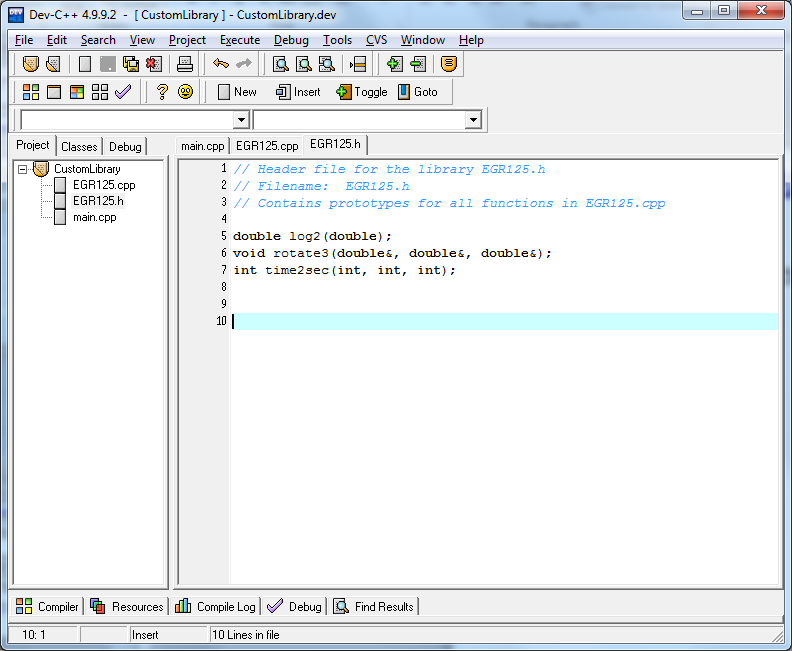 Dev-C++ 4.9.9.2 - [ CustomLibrary ] - CustomLibrary.dev
File Edit Search View Project Execute Debug Tools CVS Window Help
New Insert Toggle Goto
Project Classes Debug
main.cpp EGR125.cpp EGR125.h
CustomLibrary
EGR125.cpp
EGR125.h
main.cpp
1 // Header file for the library EGR125.h
2 // Filename:  EGR125.h
3 // Contains prototypes for all functions in EGR125.cpp
4
5 double log2(double);
6 void rotate3(double&, double&, double&);
7 int time2sec(int, int, int);
8
9
10
Compiler Resources Compile Log Debug Find Results
10: 1 Insert 10 Lines in file